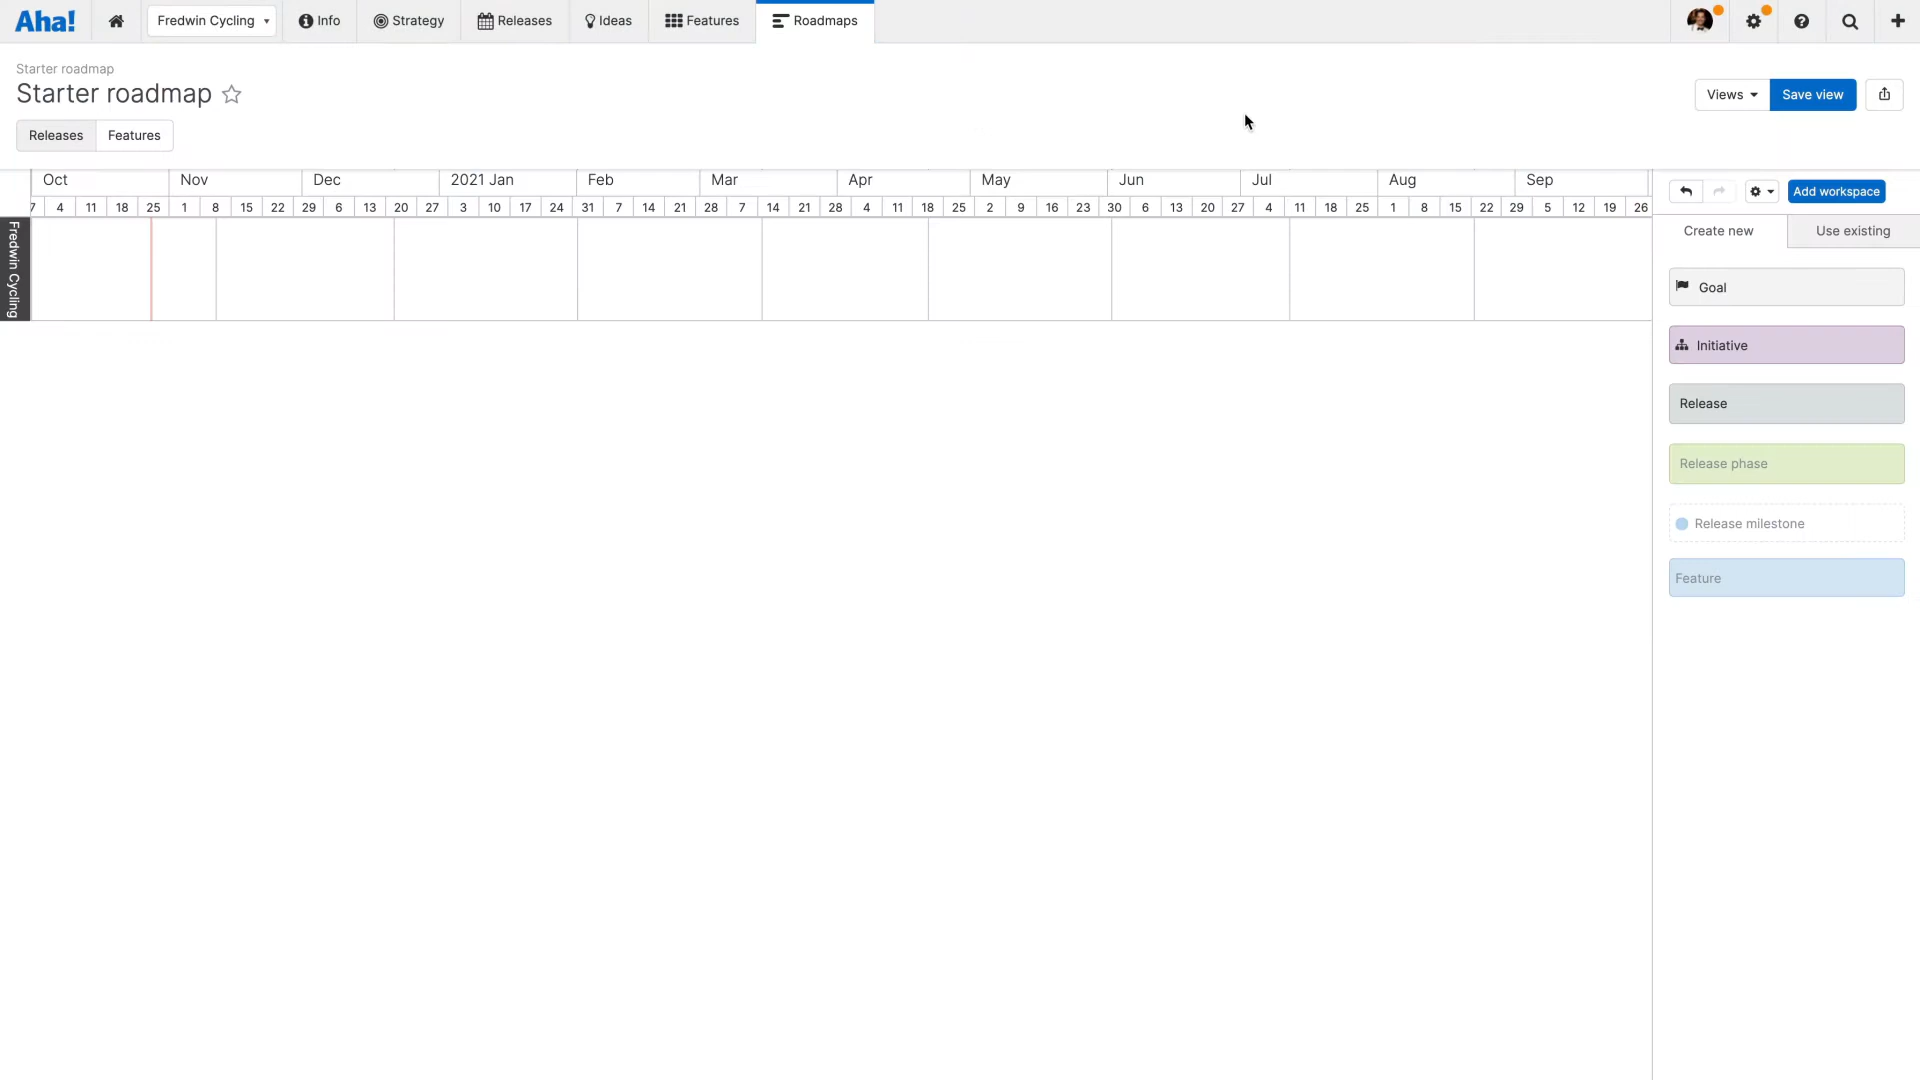 Aha!
Fredwin Cycling
Info
Strategy
Releases
Ideas
Features
Roadmaps
Starter roadmap
Starter roadmap
Views
Save view
Releases
Features
Oct Nov Dec 2021 Jan Feb Mar Apr May Jun Jul Aug Sep
4 11 18 25 1 8 15 22 29 6 13 20 27 3 10 17 24 31 7 14 21 28 7 14 21 28 4 11 18 25 2 9 16 23 30 6 13 20 27 4 11 18 25 1 8 15 22 29 5 12 19 26
Add workspace
Fredwin Cycling
Create new
Use existing
Goal
Initiative
Release
Release phase
Release milestone
Feature